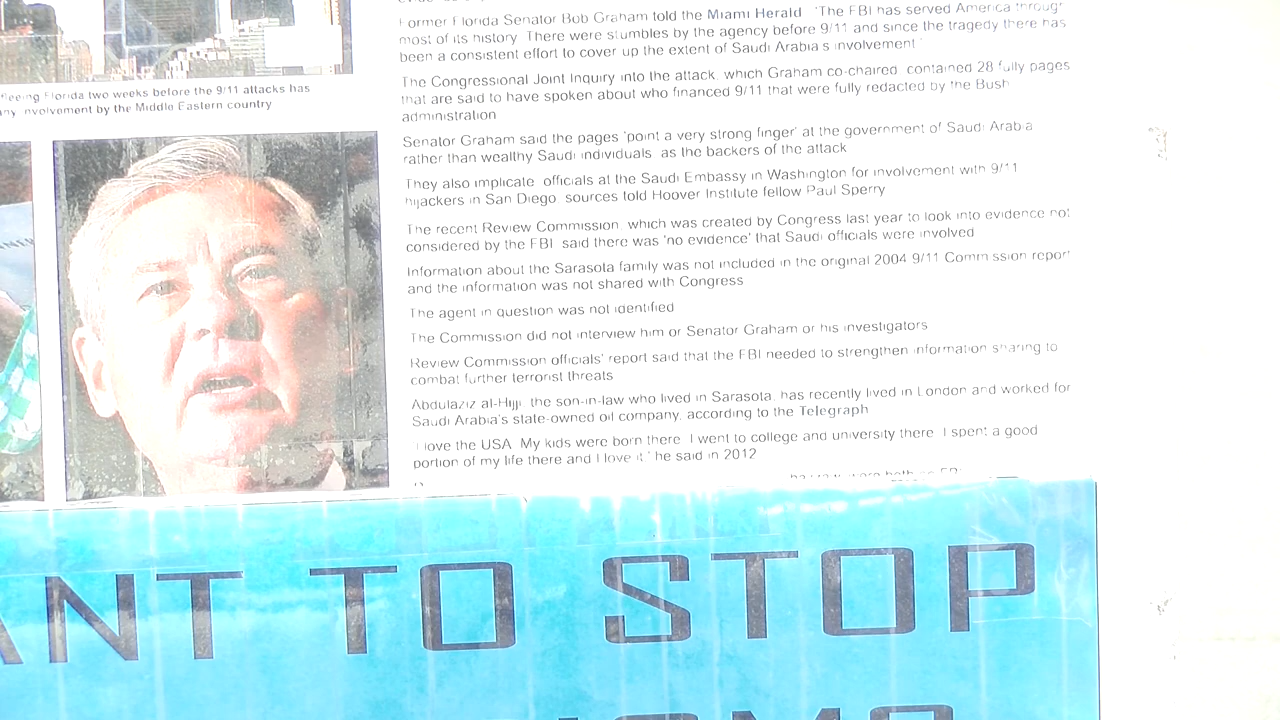 fleeing Florida two weeks before the 9/11 attacks has
any involvement by the Middle Eastern country
Former Florida Senator Bob Graham told the Miami Herald 'The FBI has served America through
most of its history. There were stumbles by the agency before 9/11 and since the tragedy there has
been a consistent effort to cover up the extent of Saudi Arabia's involvement'
The Congressional Joint Inquiry into the attack, which Graham co-chaired, contained 28 fully pages
that are said to have spoken about who financed 9/11 that were fully redacted by the Bush
administration
Senator Graham said the pages 'point a very strong finger' at the government of Saudi Arabia
rather than wealthy Saudi individuals, as the backers of the attack
They also implicate officials at the Saudi Embassy in Washington for involvement with 9/11
hijackers in San Diego, sources told Hoover Institute fellow Paul Sperry
The recent Review Commission, which was created by Congress last year to look into evidence not
considered by the FBI, said there was 'no evidence' that Saudi officials were involved
Information about the Sarasota family was not included in the original 2004 9/11 Commission report
and the information was not shared with Congress
The agent in question was not identified
The Commission did not interview him or Senator Graham or his investigators
Review Commission officials' report said that the FBI needed to strengthen information sharing to
combat further terrorist threats
Abdulaziz al-Hijji, the son-in-law who lived in Sarasota, has recently lived in London and worked for
Saudi Arabia's state-owned oil company, according to the Telegraph
'I love the USA. My kids were born there. I went to college and university there. I spent a good
portion of my life there and I love it,' he said in 2012
ANT TO STOP